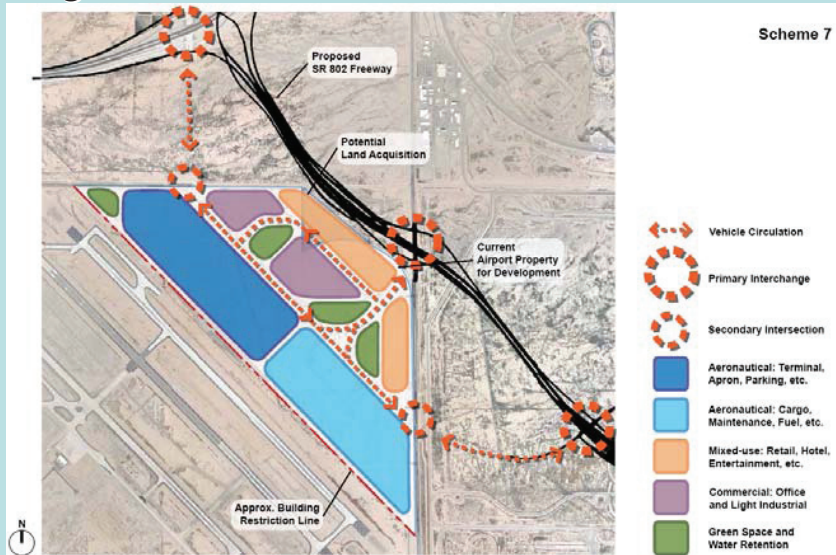 Scheme 7
Proposed
SR 802 Freeway
Potential
Land Acquisition
Current
Airport Property
for Development
Approx. Building
Restriction Line
N
Vehicle Circulation
Primary Interchange
Secondary Intersection
Aeronautical: Terminal,
Apron, Parking, etc.
Aeronautical: Cargo,
Maintenance, Fuel, etc.
Mixed-use: Retail, Hotel,
Entertainment, etc.
Commercial: Office
and Light Industrial
Green Space and
Water Retention